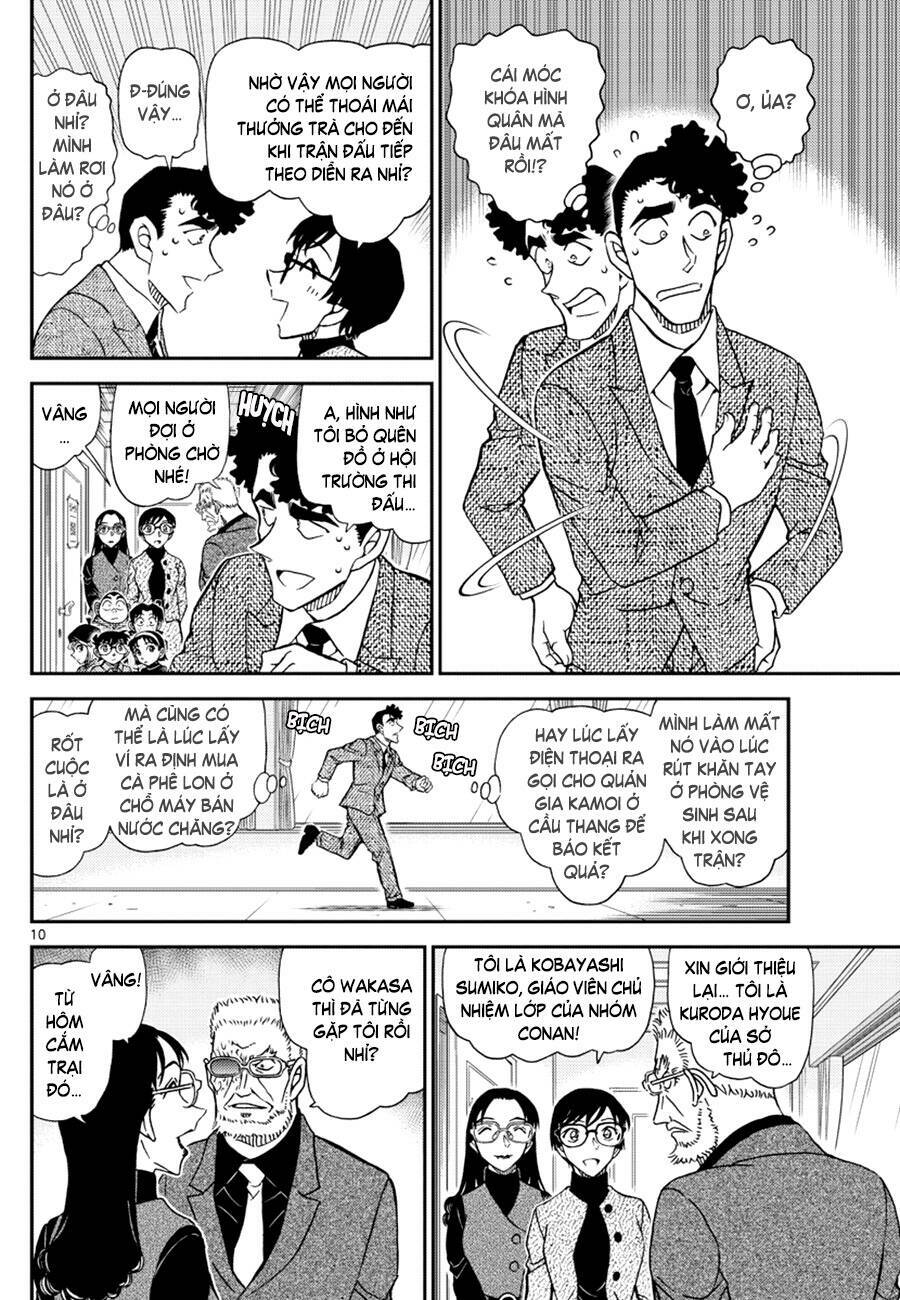 Ơ, ỦA?
CÁI MÓC
KHÓA HÌNH
QUÂN MÃ
ĐÂU MẤT
RỒI!?
NHỜ VẬY MỌI NGƯỜI
CÓ THỂ THOẢI MÁI
THƯỞNG TRÀ CHO ĐẾN
KHI TRẬN ĐẤU TIẾP
THEO DIỄN RA NHỈ?
Đ-ĐÚNG
VẬY...
Ở ĐÂU
NHỈ?
MÌNH
LÀM RƠI
NÓ Ở
ĐÂU?
A, HÌNH NHƯ
TÔI BỎ QUÊN
ĐỒ Ở HỘI
TRƯỜNG THI
ĐẤU...
HUỴCH
MỌI NGƯỜI
ĐỢI Ở
PHÒNG CHỜ
NHÉ!
VÂNG
...
MÌNH LÀM MẤT
NÓ VÀO LÚC
RÚT KHĂN TAY
Ở PHÒNG VỆ
SINH SAU
KHI XONG
TRẬN?
HAY LÚC LẤY
ĐIỆN THOẠI RA
GỌI CHO QUẢN
GIA KAMOI Ở
CẦU THANG ĐỂ
BÁO KẾT
QUẢ?
BỊCH
BỊCH
BỊCH
MÀ CŨNG CÓ
THỂ LÀ LÚC LẤY
VÍ RA ĐỊNH MUA
CÀ PHÊ LON Ở
CHỖ MÁY BÁN
NƯỚC CHĂNG?
RỐT
CUỘC
LÀ Ở
ĐÂU
NHỈ?
10
XIN GIỚI THIỆU
LẠI... TÔI LÀ
KURODA HYOUE
CỦA SỞ
THỦ ĐÔ...
TÔI LÀ KOBAYASHI
SUMIKO, GIÁO VIÊN CHỦ
NHIỆM LỚP CỦA NHÓM
CONAN!
CÔ WAKASA
THÌ ĐÃ TỪNG
GẶP TÔI RỒI
NHỈ?
VÂNG!
TỪ
HÔM
CẮM
TRẠI
ĐÓ...